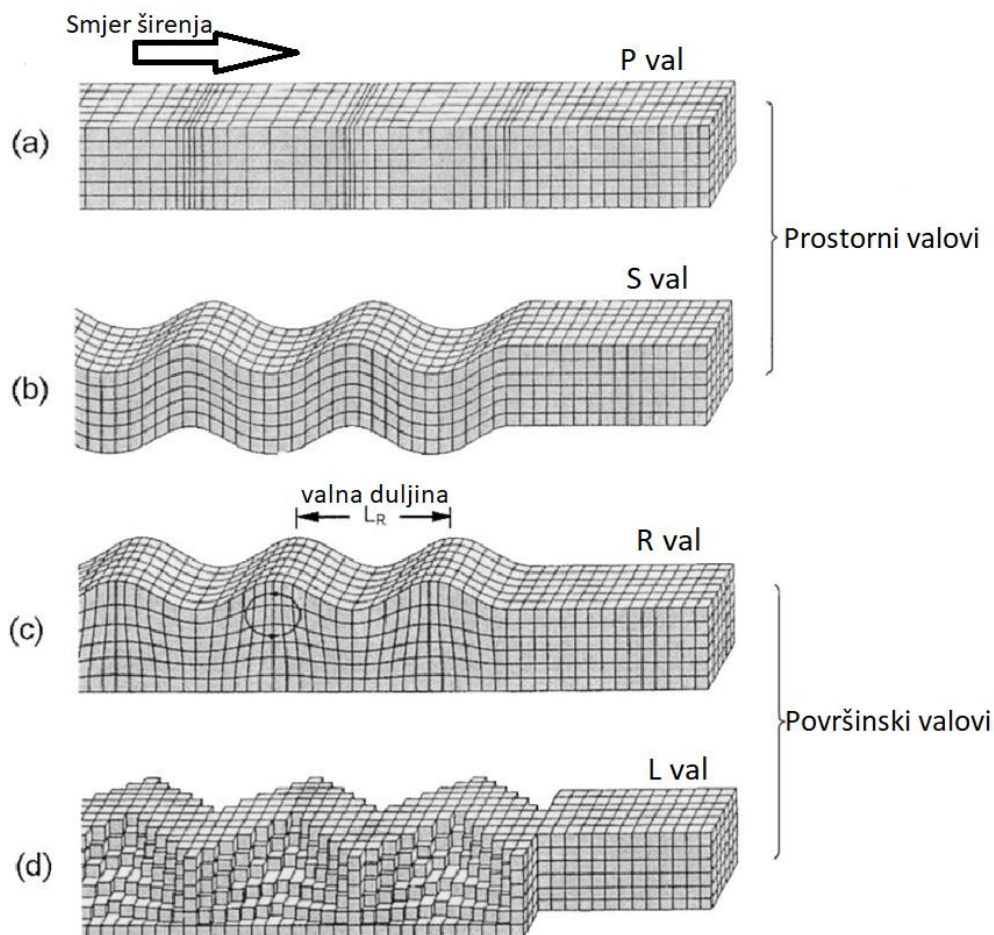 Smjer širenja
P val
(a)
Prostorni valovi
S val
(b)
valna duljina
L_R
R val
(c)
Površinski valovi
L val
(d)